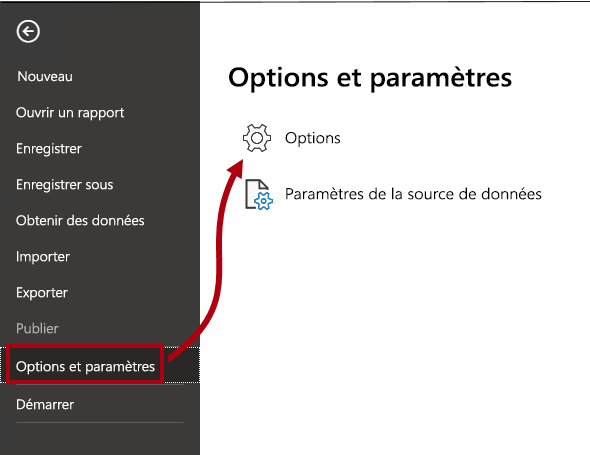 Nouveau
Ouvrir un rapport
Enregistrer
Enregistrer sous
Obtenir des données
Importer
Exporter
Publier
Options et paramètres
Démarrer
Options et paramètres
Options
Paramètres de la source de données